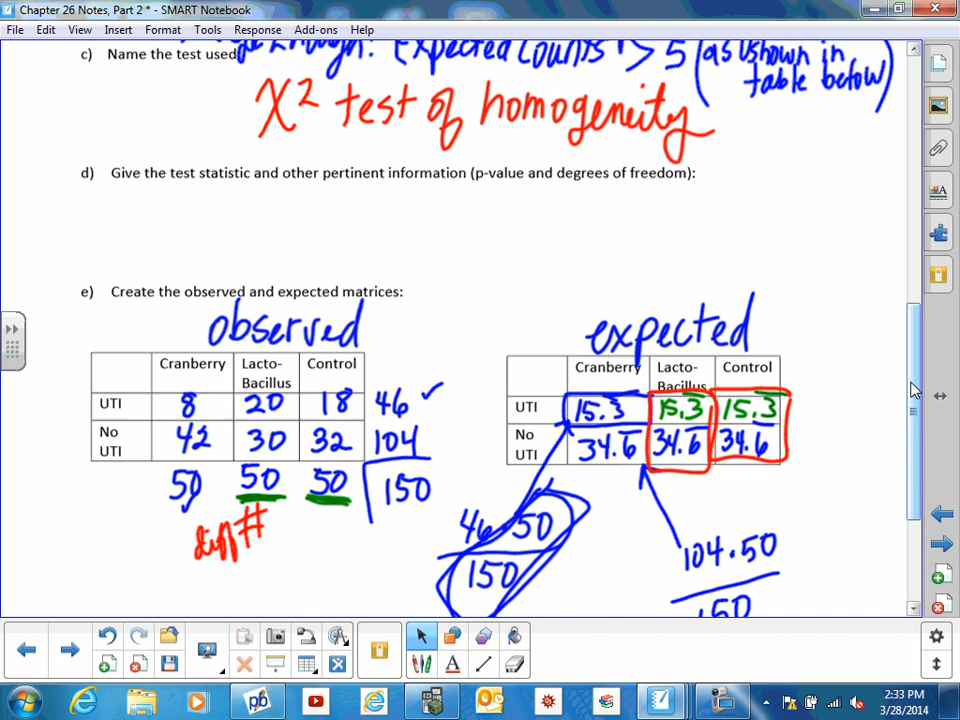 Chapter 26 Notes, Part 2 * - SMART Notebook
File Edit View Insert Format Tools Response Add-ons Help
c) Name the test used
Expected counts > 5 (as shown in
table below)
χ² test of homogeneity
d) Give the test statistic and other pertinent information (p-value and degrees of freedom):
e) Create the observed and expected matrices:
observed
Cranberry Lacto-Bacillus Control
UTI 8 20 18 46 ✓
No UTI 42 30 32 104
50 50 50 150
diff #
expected
Cranberry Lacto-Bacillus Control
UTI 15.3̅ 15.3̅ 15.3̅
No UTI 34.6̅ 34.6̅ 34.6̅
46 · 50
150
104 · 50
150
2:33 PM
3/28/2014